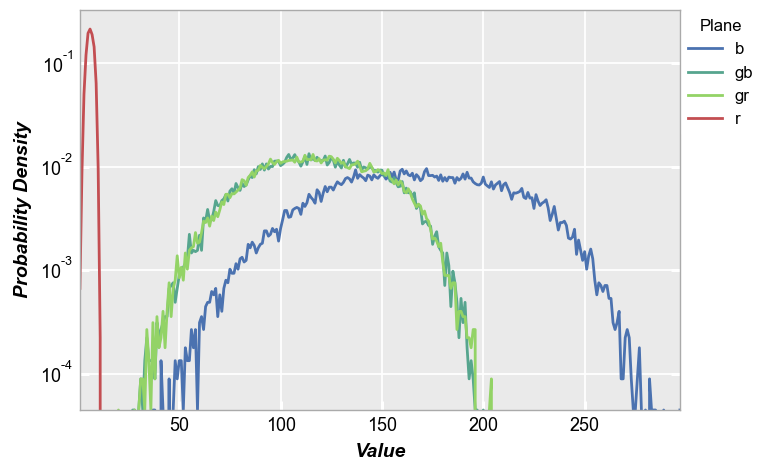 Plane
b
gb
gr
r
10⁻¹
10⁻²
10⁻³
10⁻⁴
Probability Density
50 100 150 200 250
Value